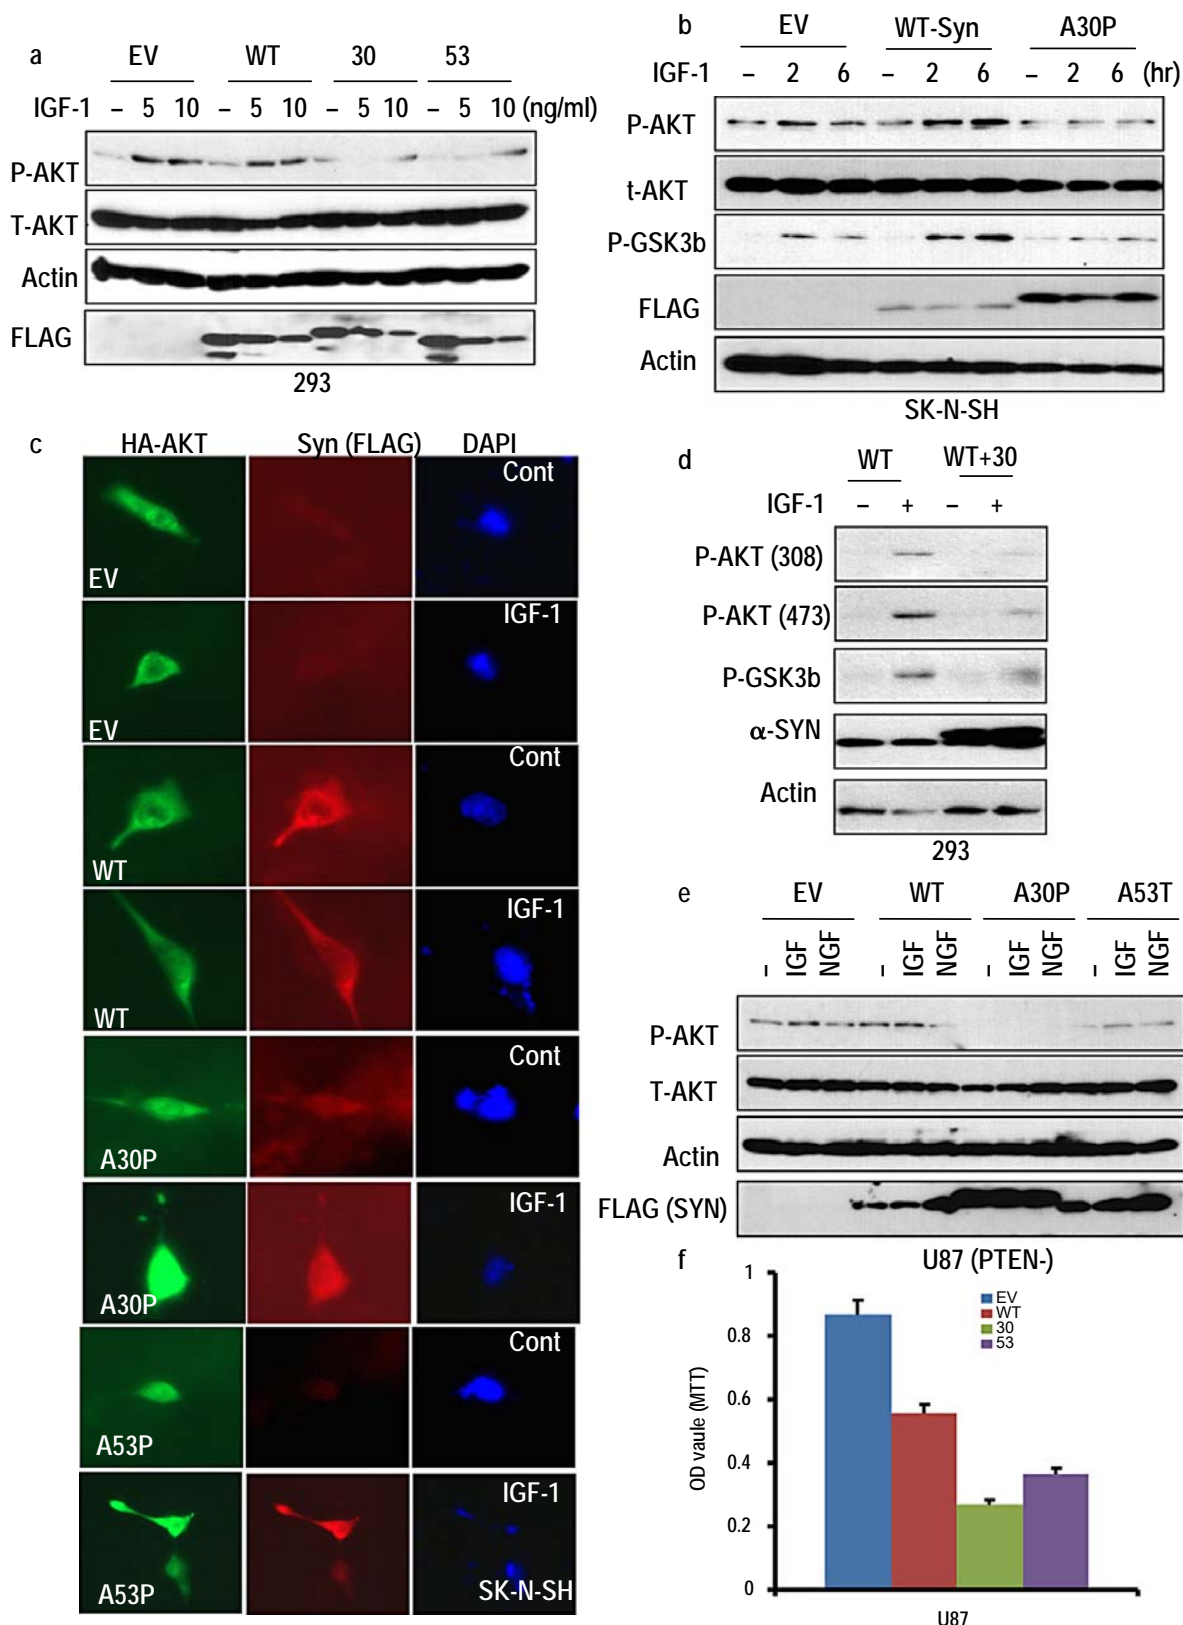 a
EV WT 30 53
IGF-1 – 5 10 – 5 10 – 5 10 – 5 10 (ng/ml)
P-AKT
T-AKT
Actin
FLAG
293
b
EV WT-Syn A30P
IGF-1 – 2 6 – 2 6 – 2 6 (hr)
P-AKT
t-AKT
P-GSK3b
FLAG
Actin
SK-N-SH
c
HA-AKT Syn (FLAG) DAPI
Cont
EV
IGF-1
EV
Cont
WT
IGF-1
WT
Cont
A30P
IGF-1
A30P
Cont
A53P
IGF-1
A53P
SK-N-SH
d
WT WT+30
IGF-1 – + – +
P-AKT (308)
P-AKT (473)
P-GSK3b
α-SYN
Actin
293
e
EV WT A30P A53T
– IGF NGF – IGF NGF – IGF NGF – IGF NGF
P-AKT
T-AKT
Actin
FLAG (SYN)
U87 (PTEN-)
f
1
0.8
0.6
0.4
0.2
0
OD vaule (MTT)
EV
WT
30
53
U87